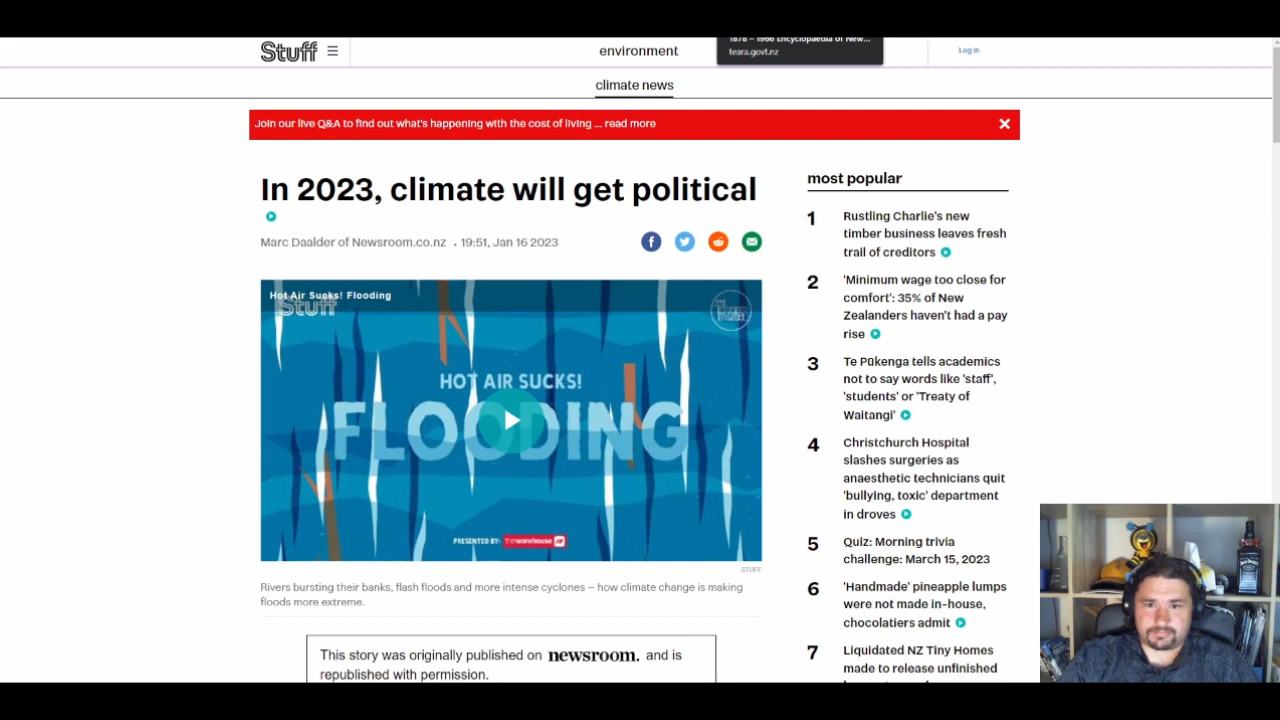 Stuff
environment
1878 – 1966 Encyclopaedia of New...
teara.govt.nz
Log in
climate news
Join our live Q&A to find out what's happening with the cost of living ... read more
In 2023, climate will get political
Marc Daalder of Newsroom.co.nz . 19:51, Jan 16 2023
Hot Air Sucks! Flooding
Stuff
HOT AIR SUCKS!
FLOODING
PRESENTED BY: thewarehouse
STUFF
Rivers bursting their banks, flash floods and more intense cyclones – how climate change is making
floods more extreme.
This story was originally published on newsroom. and is
republished with permission.
most popular
1 Rustling Charlie's new
timber business leaves fresh
trail of creditors
2 'Minimum wage too close for
comfort': 35% of New
Zealanders haven't had a pay
rise
3 Te Pūkenga tells academics
not to say words like 'staff',
'students' or 'Treaty of
Waitangi'
4 Christchurch Hospital
slashes surgeries as
anaesthetic technicians quit
'bullying, toxic' department
in droves
5 Quiz: Morning trivia
challenge: March 15, 2023
6 'Handmade' pineapple lumps
were not made in-house,
chocolatiers admit
7 Liquidated NZ Tiny Homes
made to release unfinished